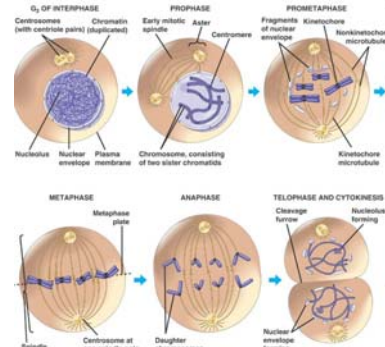 G₂ OF INTERPHASE
Centrosomes
(with centriole pairs)
Chromatin
(duplicated)
Nucleolus
Nuclear
envelope
Plasma
membrane
PROPHASE
Early mitotic
spindle
Aster
Centromere
Chromosome, consisting
of two sister chromatids
PROMETAPHASE
Fragments
of nuclear
envelope
Kinetochore
Nonkinetochore
microtubules
Kinetochore
microtubule
METAPHASE
Metaphase
plate
Spindle
Centrosome at
ANAPHASE
Daughter
TELOPHASE AND CYTOKINESIS
Cleavage
furrow
Nucleolus
forming
Nuclear
envelope